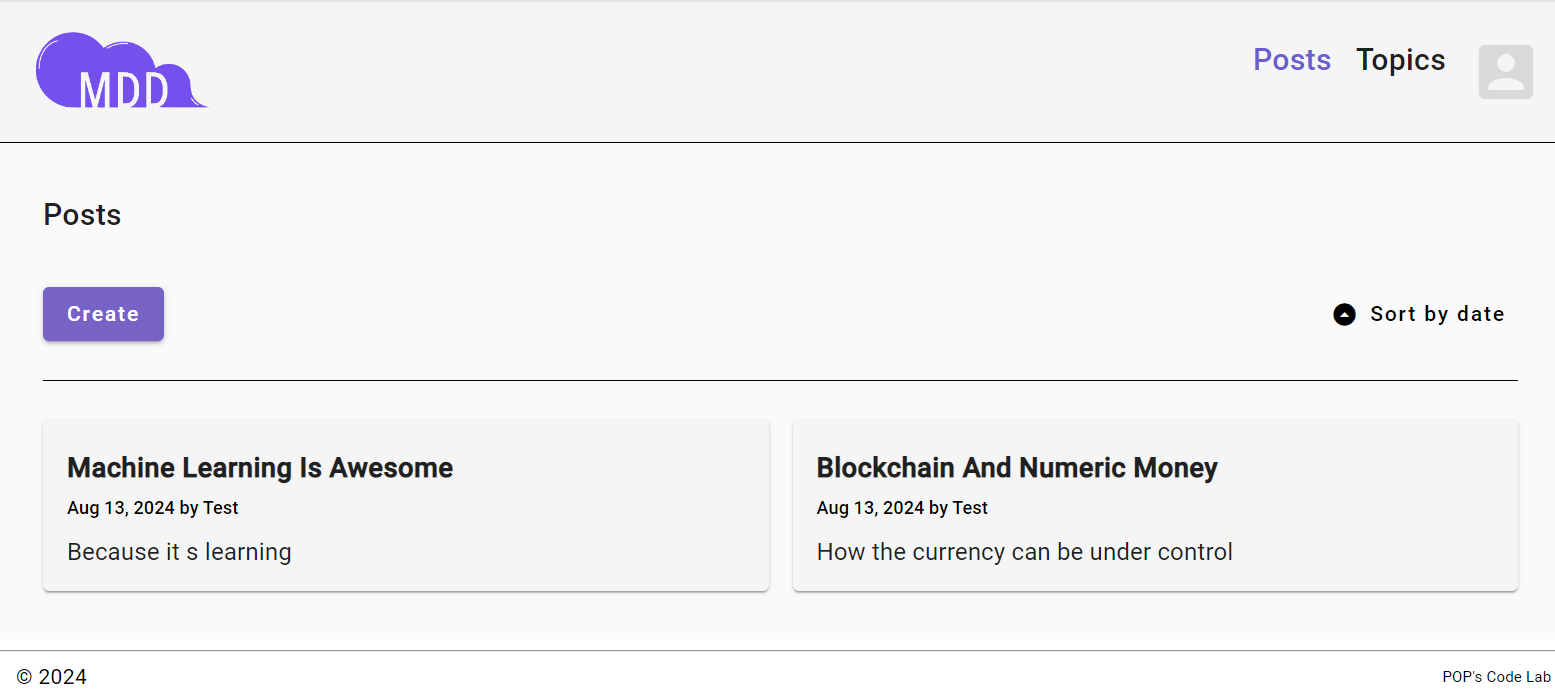 MDD
Posts Topics
Posts
Create
Sort by date
Machine Learning Is Awesome
Aug 13, 2024 by Test
Because it s learning
Blockchain And Numeric Money
Aug 13, 2024 by Test
How the currency can be under control
© 2024
POP's Code Lab